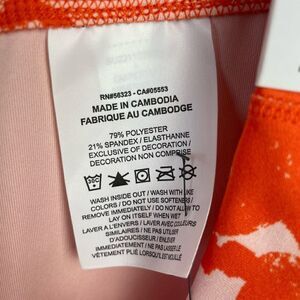 RN#56323 - CA#05553
MADE IN CAMBODIA
FABRIQUE AU CAMBODGE
79% POLYESTER
21% SPANDEX / ELASTHANNE
EXCLUSIVE OF DECORATION /
DECORATION NON COMPRISE
WASH INSIDE OUT / WASH WITH LIKE
COLORS / DO NOT USE SOFTENERS /
REMOVE IMMEDIATELY / DO NOT ALLOW TO
LAY ON ITSELF WHEN WET
LAVER A L'ENVERS / LAVER AVEC COULEURS
SIMILAIRES / NE PAS UTILISER
D'ADOUCISSEUR / ENLEVER
IMMÉDIATEMENT / NE PAS LAISSER LE
VÊTEMENT PLIÉ LORSQU'IL EST MOUILLÉ